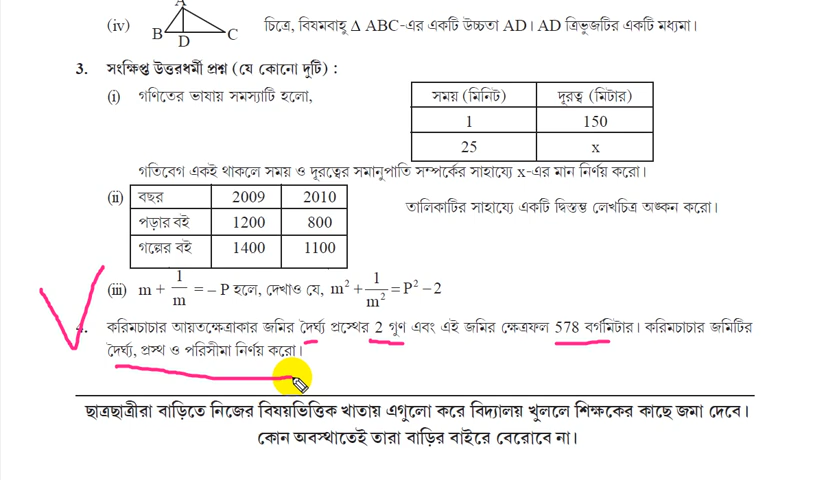 A
(iv) B D C চিত্রে, বিষমবাহু Δ ABC-এর একটি উচ্চতা AD। AD ত্রিভুজটির একটি মধ্যমা।
3. সংক্ষিপ্ত উত্তরধর্মী প্রশ্ন (যে কোনো দুটি) :
(i) গণিতের ভাষায় সমস্যাটি হলো,
সময় (মিনিট) দূরত্ব (মিটার)
1 150
25 x
গতিবেগ একই থাকলে সময় ও দূরত্বের সমানুপাতি সম্পর্কের সাহায্যে x-এর মান নির্ণয় করো।
(ii) বছর 2009 2010
পড়ার বই 1200 800
গল্পের বই 1400 1100
তালিকাটির সাহায্যে একটি দ্বিস্তম্ভ লেখচিত্র অঙ্কন করো।
(iii) m + 1/m = – P হলে, দেখাও যে, m² + 1/m² = P² – 2
4. করিমচাচার আয়তক্ষেত্রাকার জমির দৈর্ঘ্য প্রস্থের 2 গুণ এবং এই জমির ক্ষেত্রফল 578 বর্গমিটার। করিমচাচার জমিটির
দৈর্ঘ্য, প্রস্থ ও পরিসীমা নির্ণয় করো।
ছাত্রছাত্রীরা বাড়িতে নিজের বিষয়ভিত্তিক খাতায় এগুলো করে বিদ্যালয় খুললে শিক্ষকের কাছে জমা দেবে।
কোন অবস্থাতেই তারা বাড়ির বাইরে বেরোবে না।